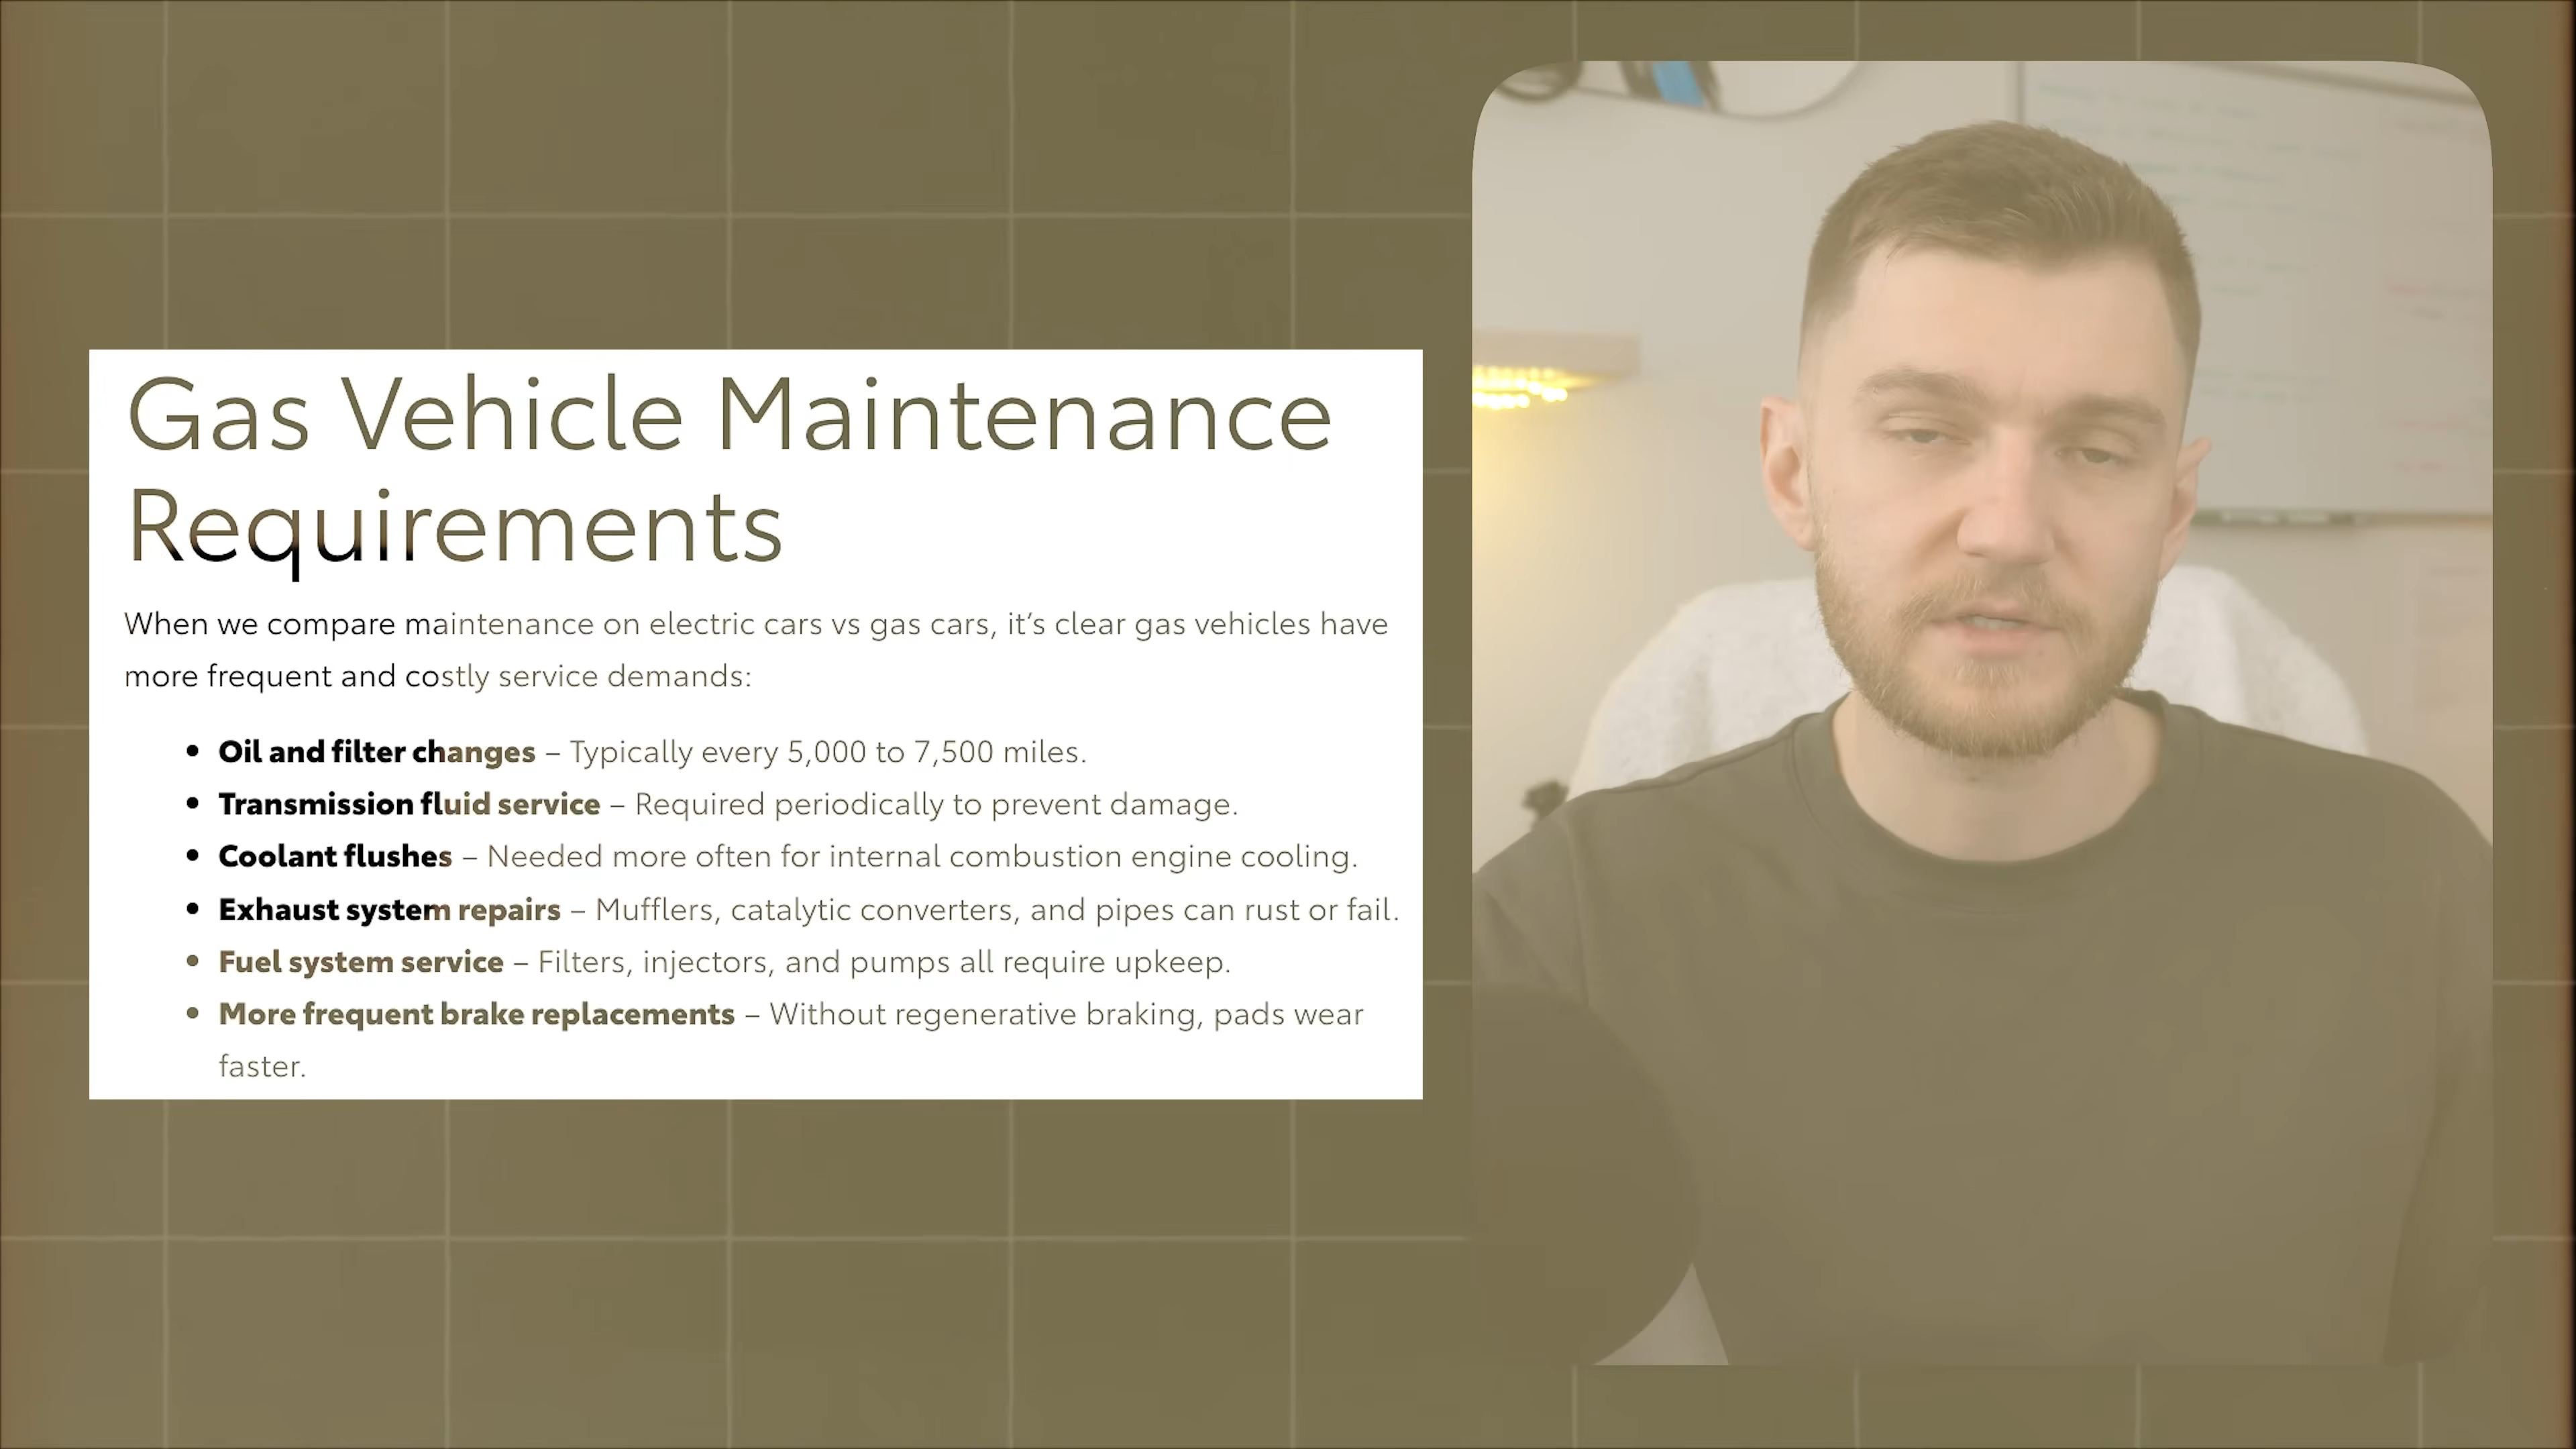 Gas Vehicle Maintenance
Requirements
When we compare maintenance on electric cars vs gas cars, it’s clear gas vehicles have
more frequent and costly service demands:
• Oil and filter changes – Typically every 5,000 to 7,500 miles.
• Transmission fluid service – Required periodically to prevent damage.
• Coolant flushes – Needed more often for internal combustion engine cooling.
• Exhaust system repairs – Mufflers, catalytic converters, and pipes can rust or fail.
• Fuel system service – Filters, injectors, and pumps all require upkeep.
• More frequent brake replacements – Without regenerative braking, pads wear
faster.